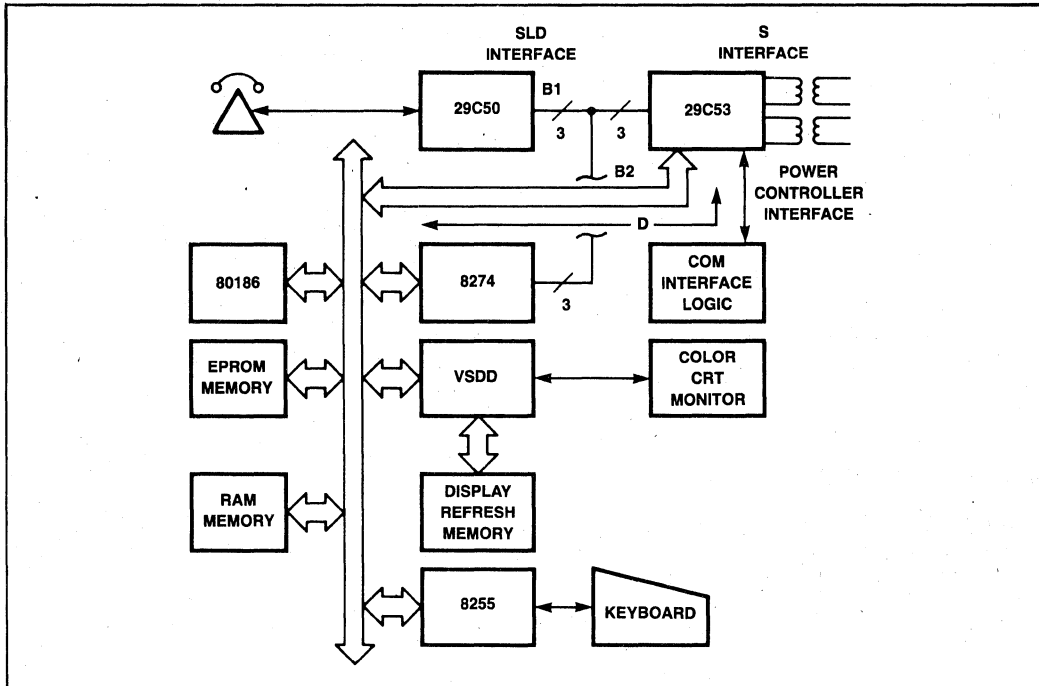 SLD
INTERFACE
S
INTERFACE
29C50
B1
3
3
29C53
B2
POWER
CONTROLLER
INTERFACE
D
80186
8274
3
COM
INTERFACE
LOGIC
EPROM
MEMORY
VSDD
COLOR
CRT
MONITOR
RAM
MEMORY
DISPLAY
REFRESH
MEMORY
8255
KEYBOARD